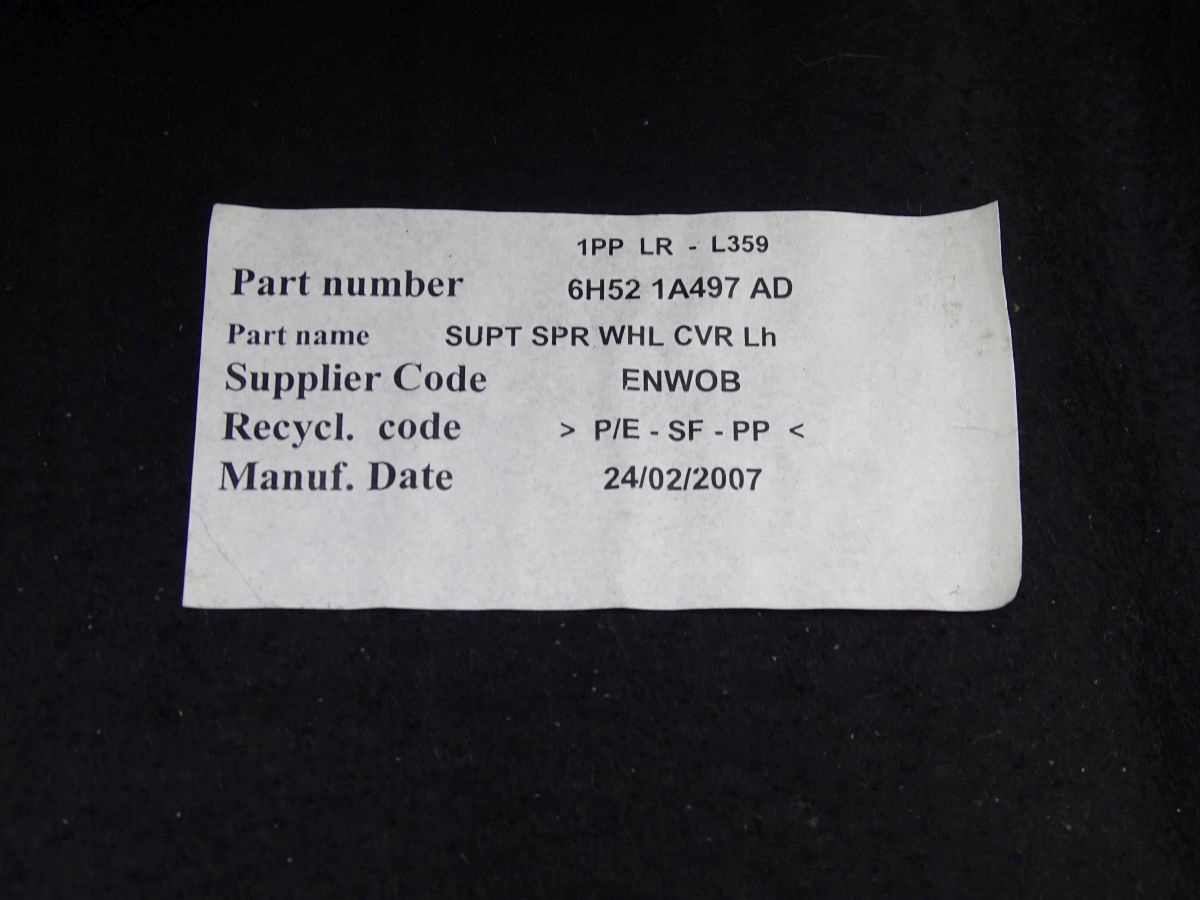 1PP LR - L359
Part number 6H52 1A497 AD
Part name SUPT SPR WHL CVR Lh
Supplier Code ENWOB
Recycl. code > P/E - SF - PP <
Manuf. Date 24/02/2007